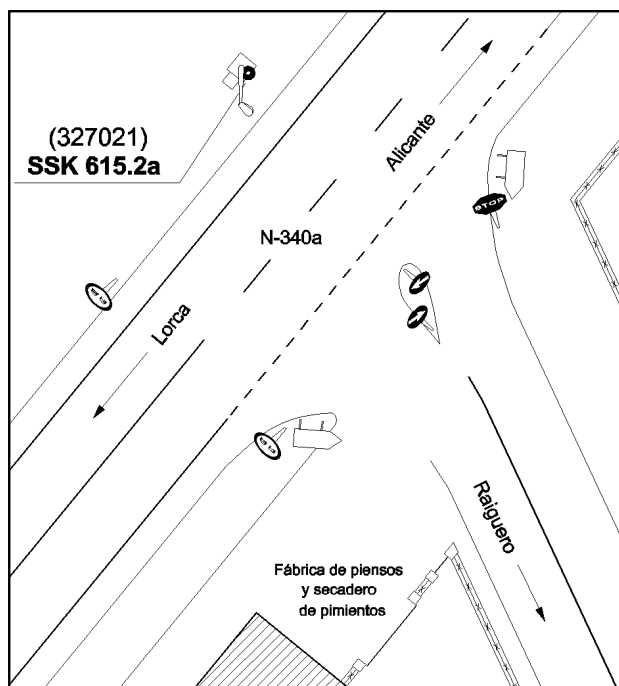 (327021)
SSK 615.2a
Alicante
STOP
N-340a
Lorca
Raiguero
Fábrica de piensos
y secadero
de pimientos